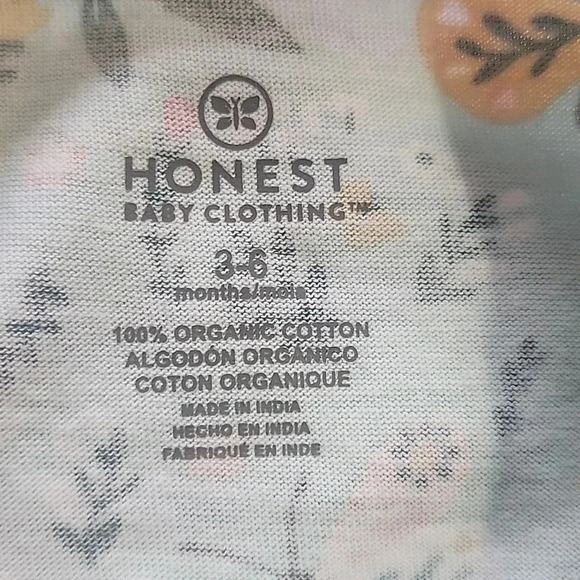 HONEST
BABY CLOTHING™
3-6
months/mois
100% ORGANIC COTTON
ALGODÓN ORGÁNICO
COTON ORGANIQUE
MADE IN INDIA
HECHO EN INDIA
FABRIQUÉ EN INDE